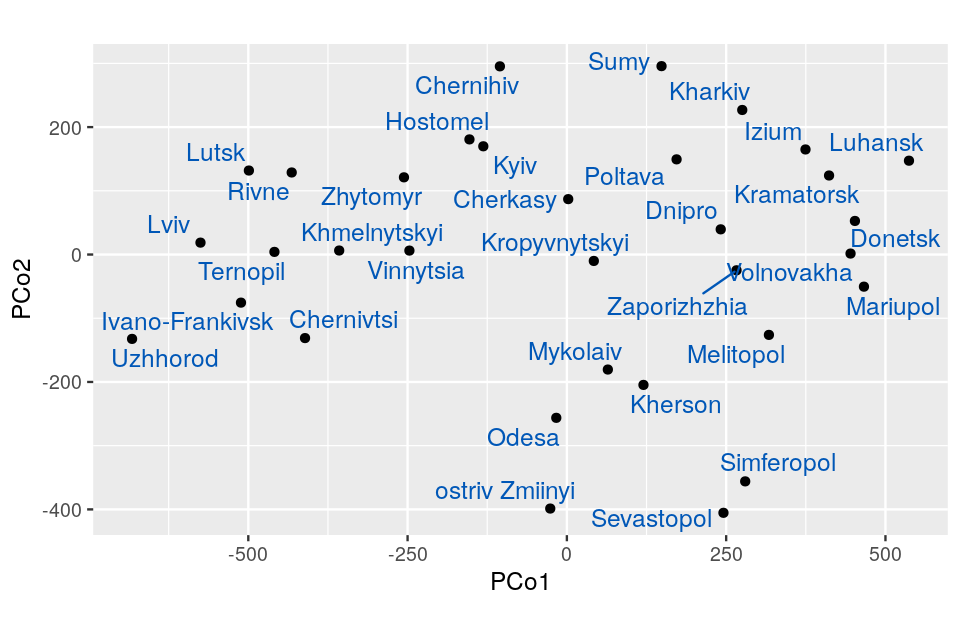 Sumy
Chernihiv
Kharkiv
Hostomel
Izium
Luhansk
Lutsk
Kyiv
Poltava
Rivne
Zhytomyr
Cherkasy
Kramatorsk
Dnipro
Lviv
Khmelnytskyi
Kropyvnytskyi
Donetsk
Ternopil
Vinnytsia
Volnovakha
Zaporizhzhia
Mariupol
Ivano-Frankivsk
Chernivtsi
Uzhhorod
Mykolaiv
Melitopol
Kherson
Odesa
Simferopol
ostriv Zmiinyi
Sevastopol
200
0
-200
-400
PCo2
-500
-250
0
250
500
PCo1